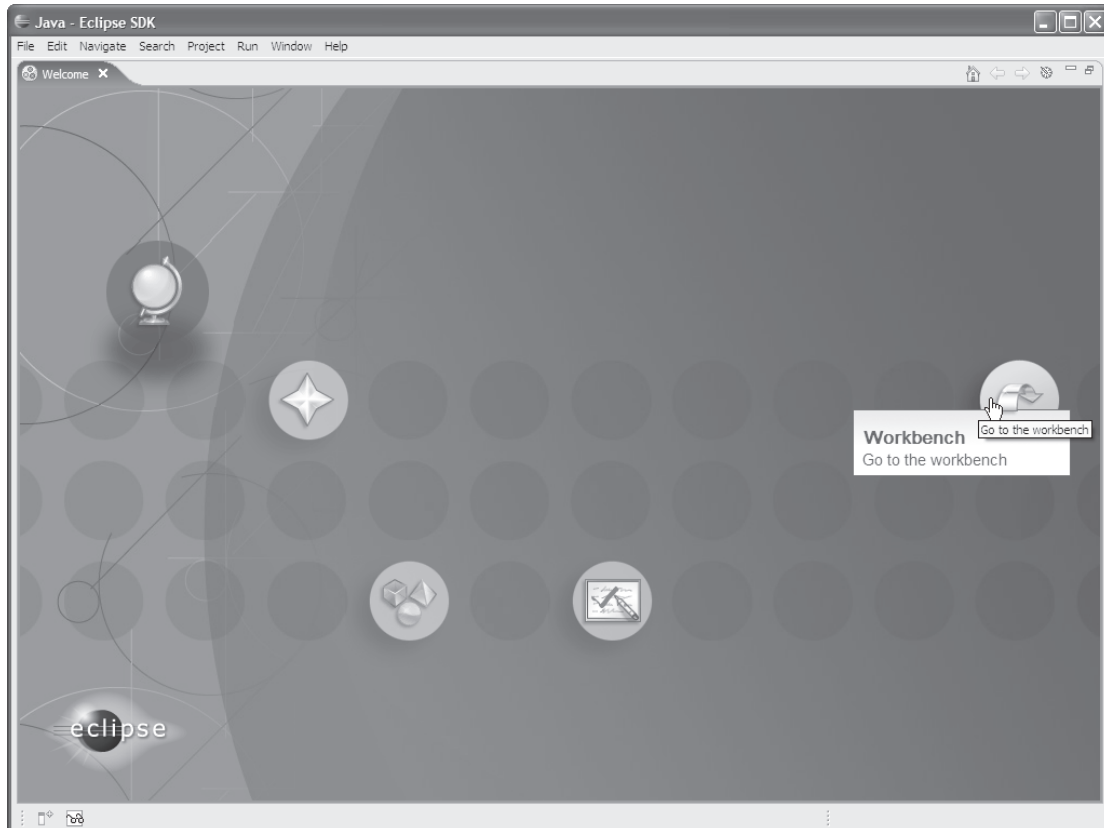 Java - Eclipse SDK
File Edit Navigate Search Project Run Window Help
Welcome
Workbench
Go to the workbench
Go to the workbench
eclipse